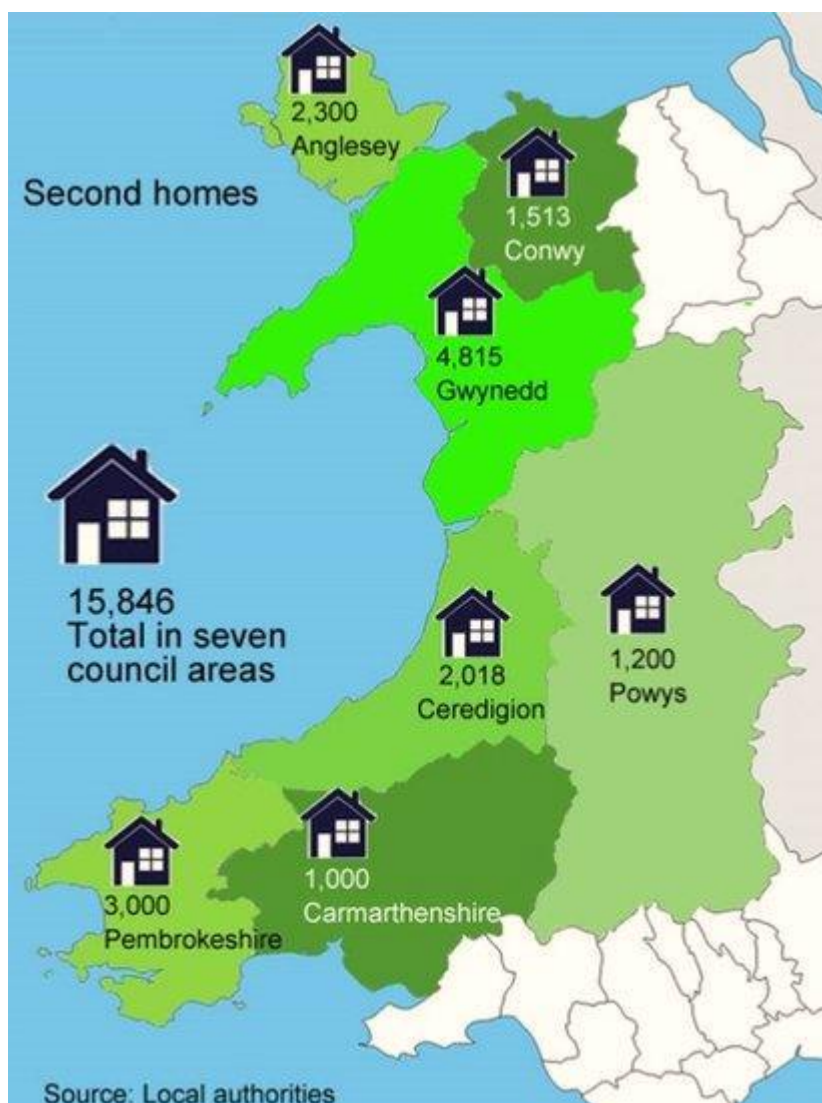 2,300
Anglesey
Second homes
1,513
Conwy
4,815
Gwynedd
15,846
Total in seven
council areas
2,018
Ceredigion
1,200
Powys
3,000
Pembrokeshire
1,000
Carmarthenshire
Source: Local authorities